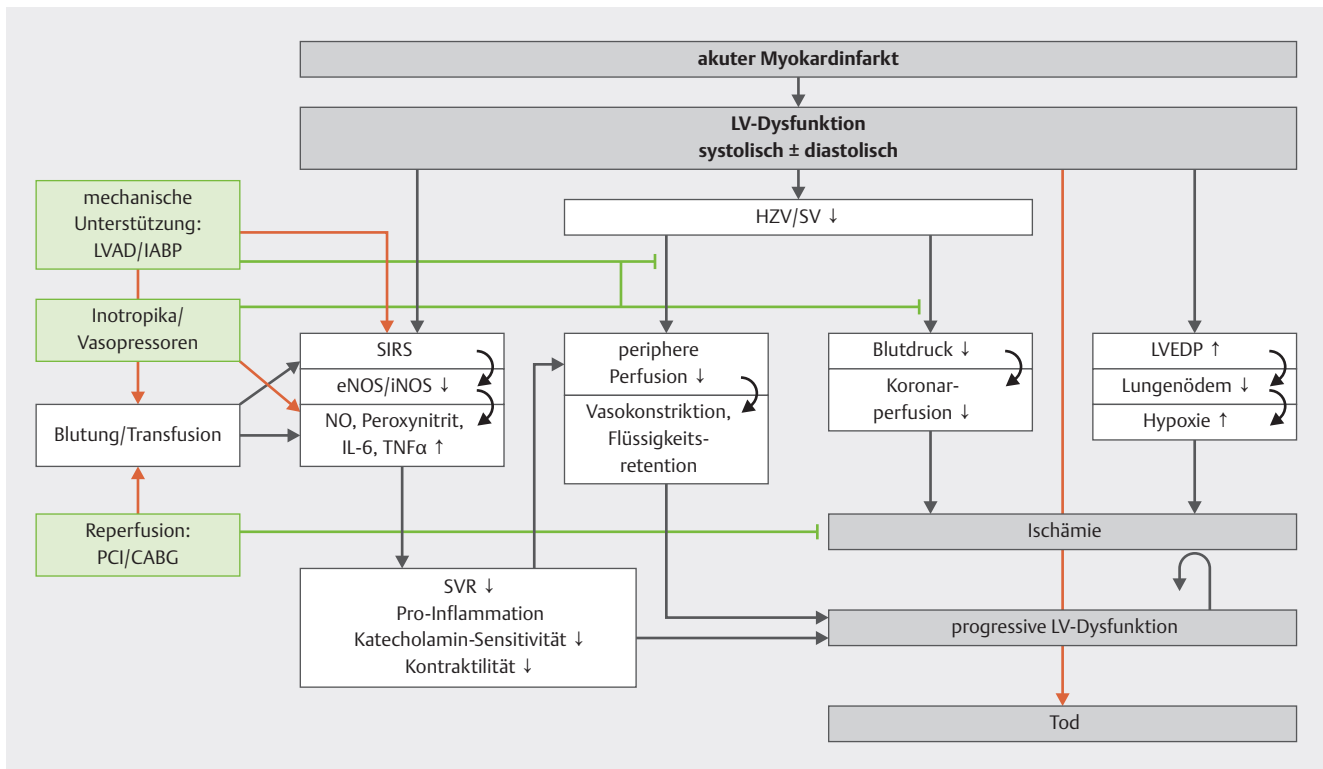 akuter Myokardinfarkt
LV-Dysfunktion
systolisch ± diastolisch
mechanische
Unterstützung:
LVAD/IABP
HZV/SV ↓
Inotropika/
Vasopressoren
SIRS
eNOS/iNOS ↓
NO, Peroxynitrit,
IL-6, TNFα ↑
periphere
Perfusion ↓
Vasokonstriktion,
Flüssigkeits-
retention
Blutdruck ↓
Koronar-
perfusion ↓
LVEDP ↑
Lungenödem ↓
Hypoxie ↑
Blutung/Transfusion
Reperfusion:
PCI/CABG
Ischämie
SVR ↓
Pro-Inflammation
Katecholamin-Sensitivität ↓
Kontraktilität ↓
progressive LV-Dysfunktion
Tod